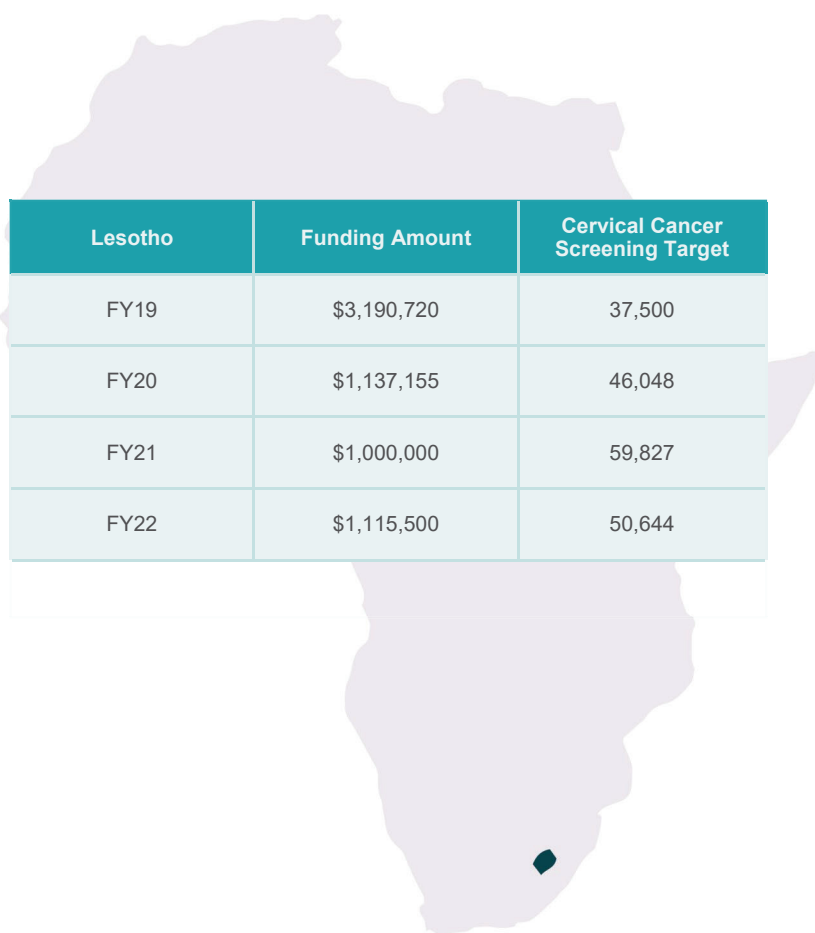 Lesotho Funding Amount Cervical Cancer Screening Target
FY19 $3,190,720 37,500
FY20 $1,137,155 46,048
FY21 $1,000,000 59,827
FY22 $1,115,500 50,644